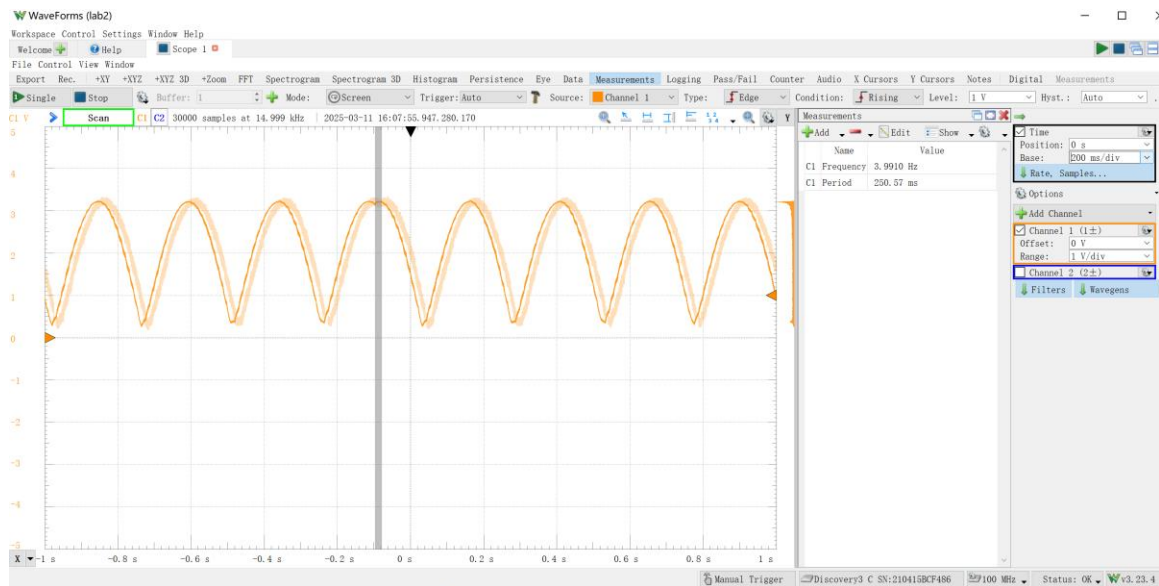 WaveForms (lab2)
Workspace Control Settings Window Help
Welcome Help Scope 1
File Control View Window
Export Rec. +XY +XYZ +XYZ 3D +Zoom FFT Spectrogram Spectrogram 3D Histogram Persistence Eye Data Measurements Logging Pass/Fail Counter Audio X Cursors Y Cursors Notes Digital Measurements
Single Stop Buffer: 1 Mode: Screen Trigger: Auto Source: Channel 1 Type: Edge Condition: Rising Level: 1 V Hyst.: Auto
C1 V Scan C1 C2 30000 samples at 14.999 kHz | 2025-03-11 16:07:55.947.280.170 Y
Measurements
Add Edit Show
Name Value
C1 Frequency 3.9910 Hz
C1 Period 250.57 ms
Time
Position: 0 s
Base: 200 ms/div
Rate, Samples...
Options
Add Channel
Channel 1 (1±)
Offset: 0 V
Range: 1 V/div
Channel 2 (2±)
Filters Wavegens
5
4
3
2
1
0
-1
-2
-3
-4
-5
X -1 s -0.8 s -0.6 s -0.4 s -0.2 s 0 s 0.2 s 0.4 s 0.6 s 0.8 s 1 s
Manual Trigger Discovery3 C SN:210415BCF486 100 MHz Status: OK v3.23.4